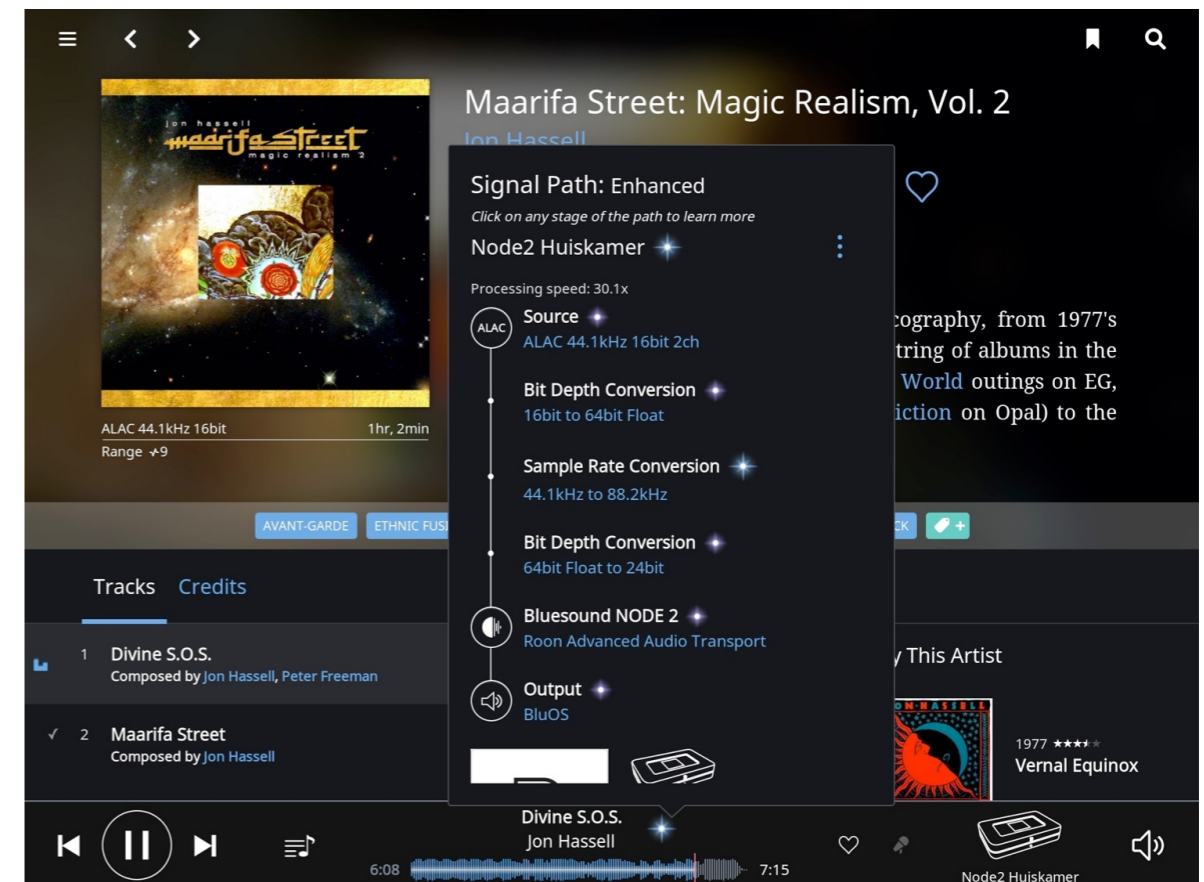 Maarifa Street: Magic Realism, Vol. 2
Jon Hassell
jon hassell
maarifa street
magic realism 2
ALAC 44.1kHz 16bit 1hr, 2min
Range 9
Signal Path: Enhanced
Click on any stage of the path to learn more
Node2 Huiskamer
Processing speed: 30.1x
ALAC
Source
ALAC 44.1kHz 16bit 2ch
Bit Depth Conversion
16bit to 64bit Float
Sample Rate Conversion
44.1kHz to 88.2kHz
Bit Depth Conversion
64bit Float to 24bit
Bluesound NODE 2
Roon Advanced Audio Transport
Output
BluOS
cography, from 1977's
tring of albums in the
World outings on EG,
iction on Opal) to the
AVANT-GARDE ETHNIC FUSI CK +
Tracks Credits
1 Divine S.O.S.
Composed by Jon Hassell, Peter Freeman
2 Maarifa Street
Composed by Jon Hassell
y This Artist
JON HASSELL
1977
Vernal Equinox
Divine S.O.S.
Jon Hassell
6:08 7:15
Node2 Huiskamer